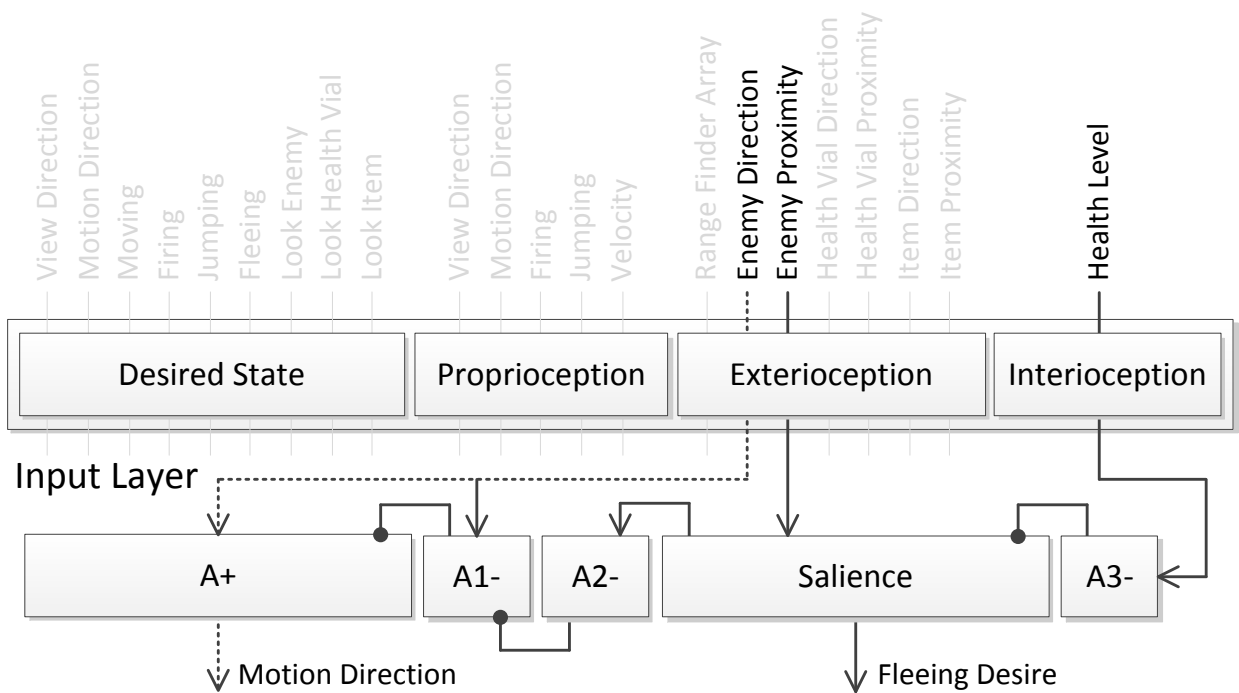 View Direction
Motion Direction
Moving
Firing
Jumping
Fleeing
Look Enemy
Look Health Vial
Look Item
View Direction
Motion Direction
Firing
Jumping
Velocity
Range Finder Array
Enemy Direction
Enemy Proximity
Health Vial Direction
Health Vial Proximity
Item Direction
Item Proximity
Health Level
Desired State
Proprioception
Exterioception
Interioception
Input Layer
A+
A1-
A2-
Salience
A3-
Motion Direction
Fleeing Desire